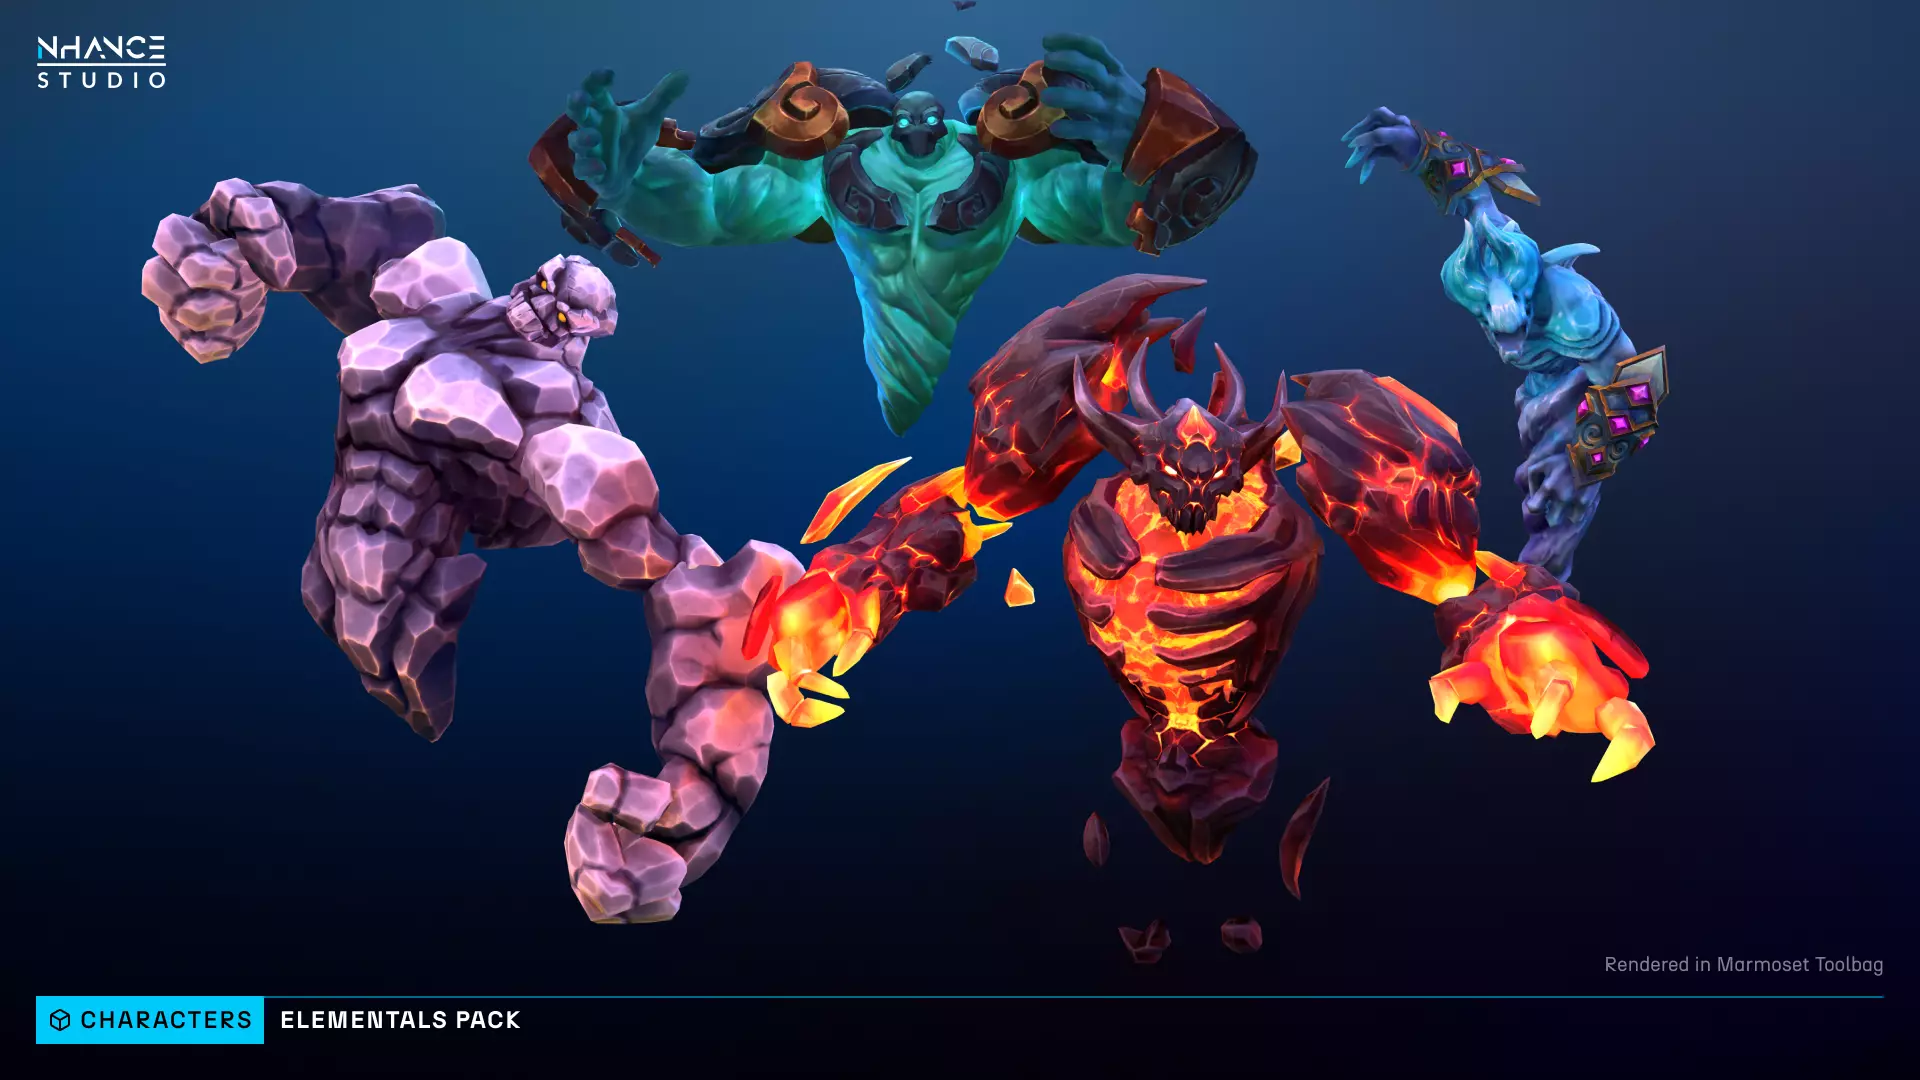 NHANCE
STUDIO
Rendered in Marmoset Toolbag
CHARACTERS ELEMENTALS PACK